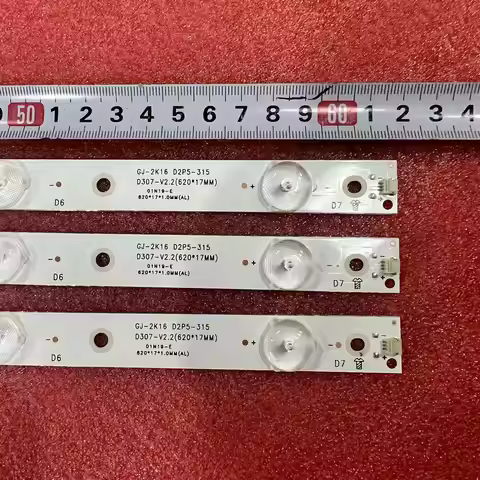 50 1 2 3 4 5 6 7 8 9 60 1 2 3 4
GJ-2K16 D2P5-315
D307-V2.2(620*17MM)
01N19-E
620*17*1.0MM(AL)
- + -
D6 D7
GJ-2K16 D2P5-315
D307-V2.2(620*17MM)
01N19-E
620*17*1.0MM(AL)
- + -
D6 D7
GJ-2K16 D2P5-315
D307-V2.2(620*17MM)
01N19-E
620*17*1.0MM(AL)
- + -
D6 D7